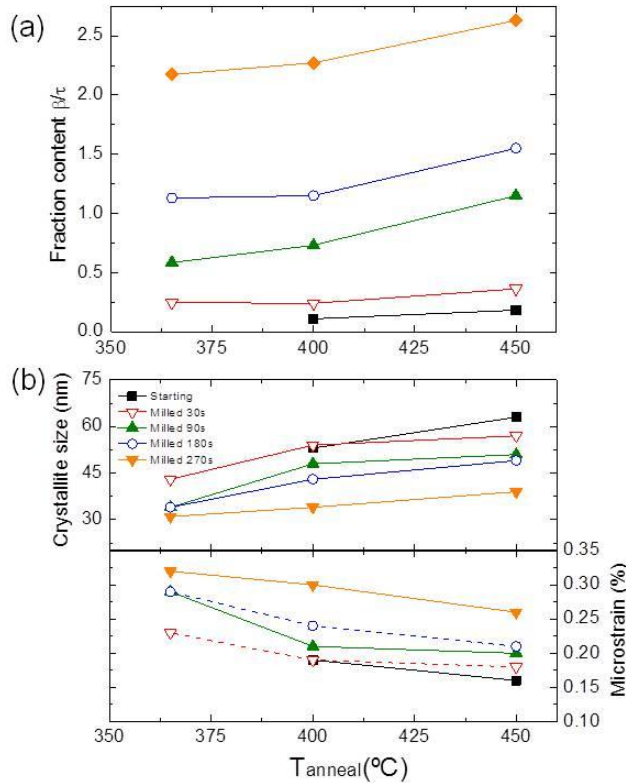 (a)
Fraction content β/τ
2.5
2.0
1.5
1.0
0.5
0.0
350 375 400 425 450
(b)
Crystallite size (nm)
75
60
45
30
Starting
Milled 30s
Milled 90s
Milled 180s
Milled 270s
0.35
0.30
0.25
0.20
0.15
0.10
Microstrain (%)
350 375 400 425 450
Tanneal(ºC)